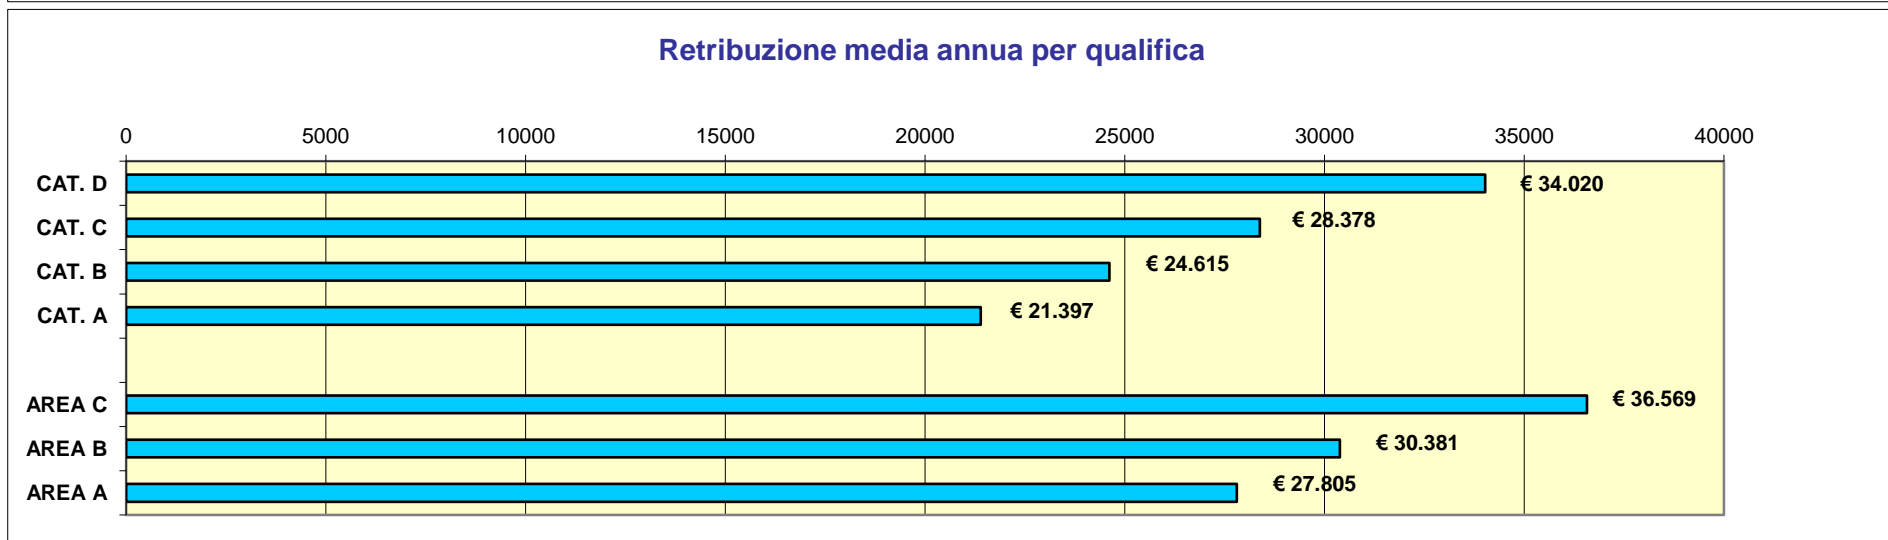 Retribuzione media annua per qualifica
0 5000 10000 15000 20000 25000 30000 35000 40000
CAT. D € 34.020
CAT. C € 28.378
CAT. B € 24.615
CAT. A € 21.397
AREA C € 36.569
AREA B € 30.381
AREA A € 27.805